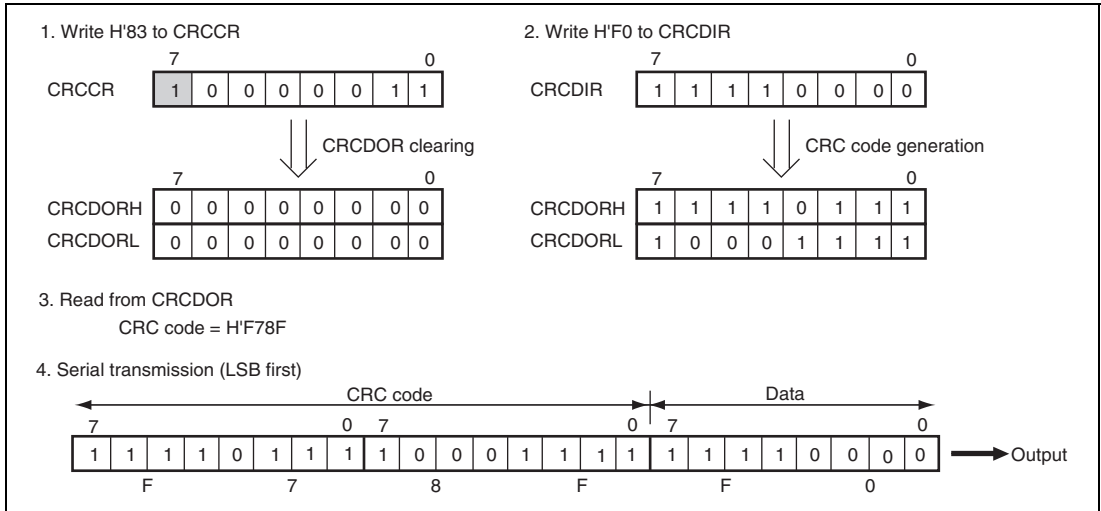 1. Write H'83 to CRCCR
7 0
CRCCR 1 0 0 0 0 0 1 1
CRCDOR clearing
7 0
CRCDORH 0 0 0 0 0 0 0 0
CRCDORL 0 0 0 0 0 0 0 0
2. Write H'F0 to CRCDIR
7 0
CRCDIR 1 1 1 1 0 0 0 0
CRC code generation
7 0
CRCDORH 1 1 1 1 0 1 1 1
CRCDORL 1 0 0 0 1 1 1 1
3. Read from CRCDOR
CRC code = H'F78F
4. Serial transmission (LSB first)
CRC code Data
7 0 7 0 7 0
1 1 1 1 0 1 1 1 1 0 0 0 1 1 1 1 1 1 1 1 0 0 0 0 Output
F 7 8 F F 0